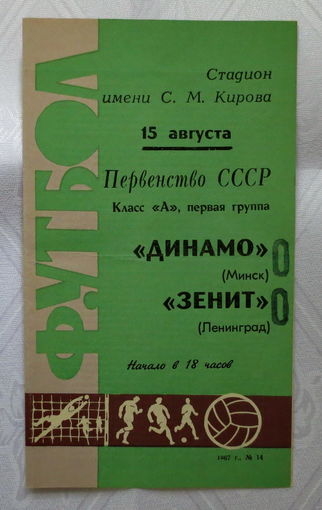 ФУТБОЛ
Стадион
имени С. М. Кирова
15 августа
Первенство СССР
Класс «А», первая группа
«ДИНАМО» 0
(Минск)
«ЗЕНИТ» 0
(Ленинград)
Начало в 18 часов
1967 г., № 14